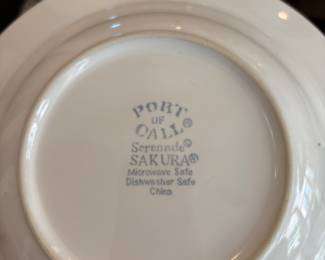 PORT
OF
CALL®
Serenade©
SAKURA®
Microwave Safe
Dishwasher Safe
China